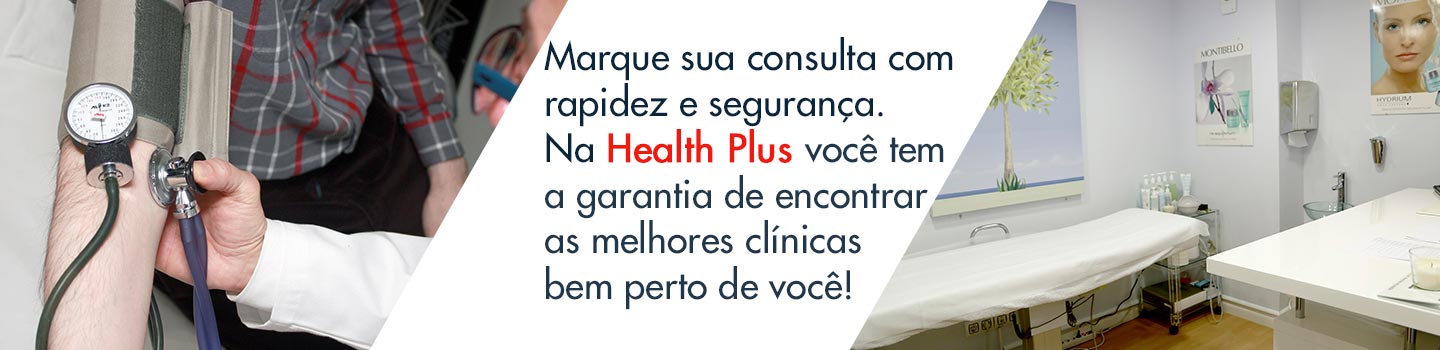 Marque sua consulta com
rapidez e segurança.
Na Health Plus você tem
a garantia de encontrar
as melhores clínicas
bem perto de você!
MONTIBELLO
HYDRIUM